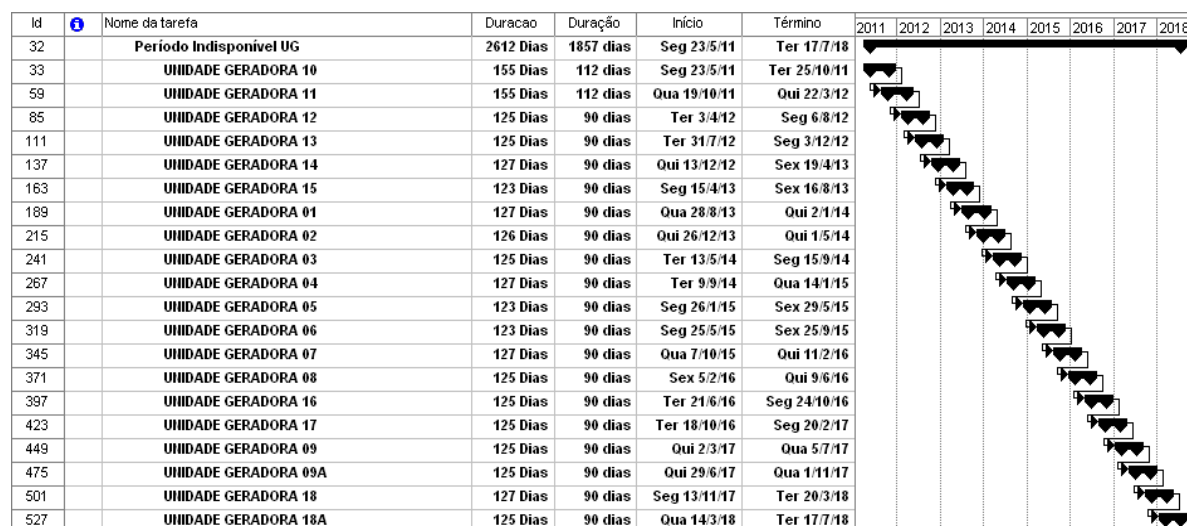 Id Nome da tarefa Duracao Duração Início Término 2011 2012 2013 2014 2015 2016 2017 2018
32 Período Indisponível UG 2612 Dias 1857 dias Seg 23/5/11 Ter 17/7/18
33 UNIDADE GERADORA 10 155 Dias 112 dias Seg 23/5/11 Ter 25/10/11
59 UNIDADE GERADORA 11 155 Dias 112 dias Qua 19/10/11 Qui 22/3/12
85 UNIDADE GERADORA 12 125 Dias 90 dias Ter 3/4/12 Seg 6/8/12
111 UNIDADE GERADORA 13 125 Dias 90 dias Ter 31/7/12 Seg 3/12/12
137 UNIDADE GERADORA 14 127 Dias 90 dias Qui 13/12/12 Sex 19/4/13
163 UNIDADE GERADORA 15 123 Dias 90 dias Seg 15/4/13 Sex 16/8/13
189 UNIDADE GERADORA 01 127 Dias 90 dias Qua 28/8/13 Qui 2/1/14
215 UNIDADE GERADORA 02 126 Dias 90 dias Qui 26/12/13 Qui 1/5/14
241 UNIDADE GERADORA 03 125 Dias 90 dias Ter 13/5/14 Seg 15/9/14
267 UNIDADE GERADORA 04 127 Dias 90 dias Ter 9/9/14 Qua 14/1/15
293 UNIDADE GERADORA 05 123 Dias 90 dias Seg 26/1/15 Sex 29/5/15
319 UNIDADE GERADORA 06 123 Dias 90 dias Seg 25/5/15 Sex 25/9/15
345 UNIDADE GERADORA 07 127 Dias 90 dias Qua 7/10/15 Qui 11/2/16
371 UNIDADE GERADORA 08 125 Dias 90 dias Sex 5/2/16 Qui 9/6/16
397 UNIDADE GERADORA 16 125 Dias 90 dias Ter 21/6/16 Seg 24/10/16
423 UNIDADE GERADORA 17 125 Dias 90 dias Ter 18/10/16 Seg 20/2/17
449 UNIDADE GERADORA 09 125 Dias 90 dias Qui 2/3/17 Qua 5/7/17
475 UNIDADE GERADORA 09A 125 Dias 90 dias Qui 29/6/17 Qua 1/11/17
501 UNIDADE GERADORA 18 127 Dias 90 dias Seg 13/11/17 Ter 20/3/18
527 UNIDADE GERADORA 18A 125 Dias 90 dias Qua 14/3/18 Ter 17/7/18